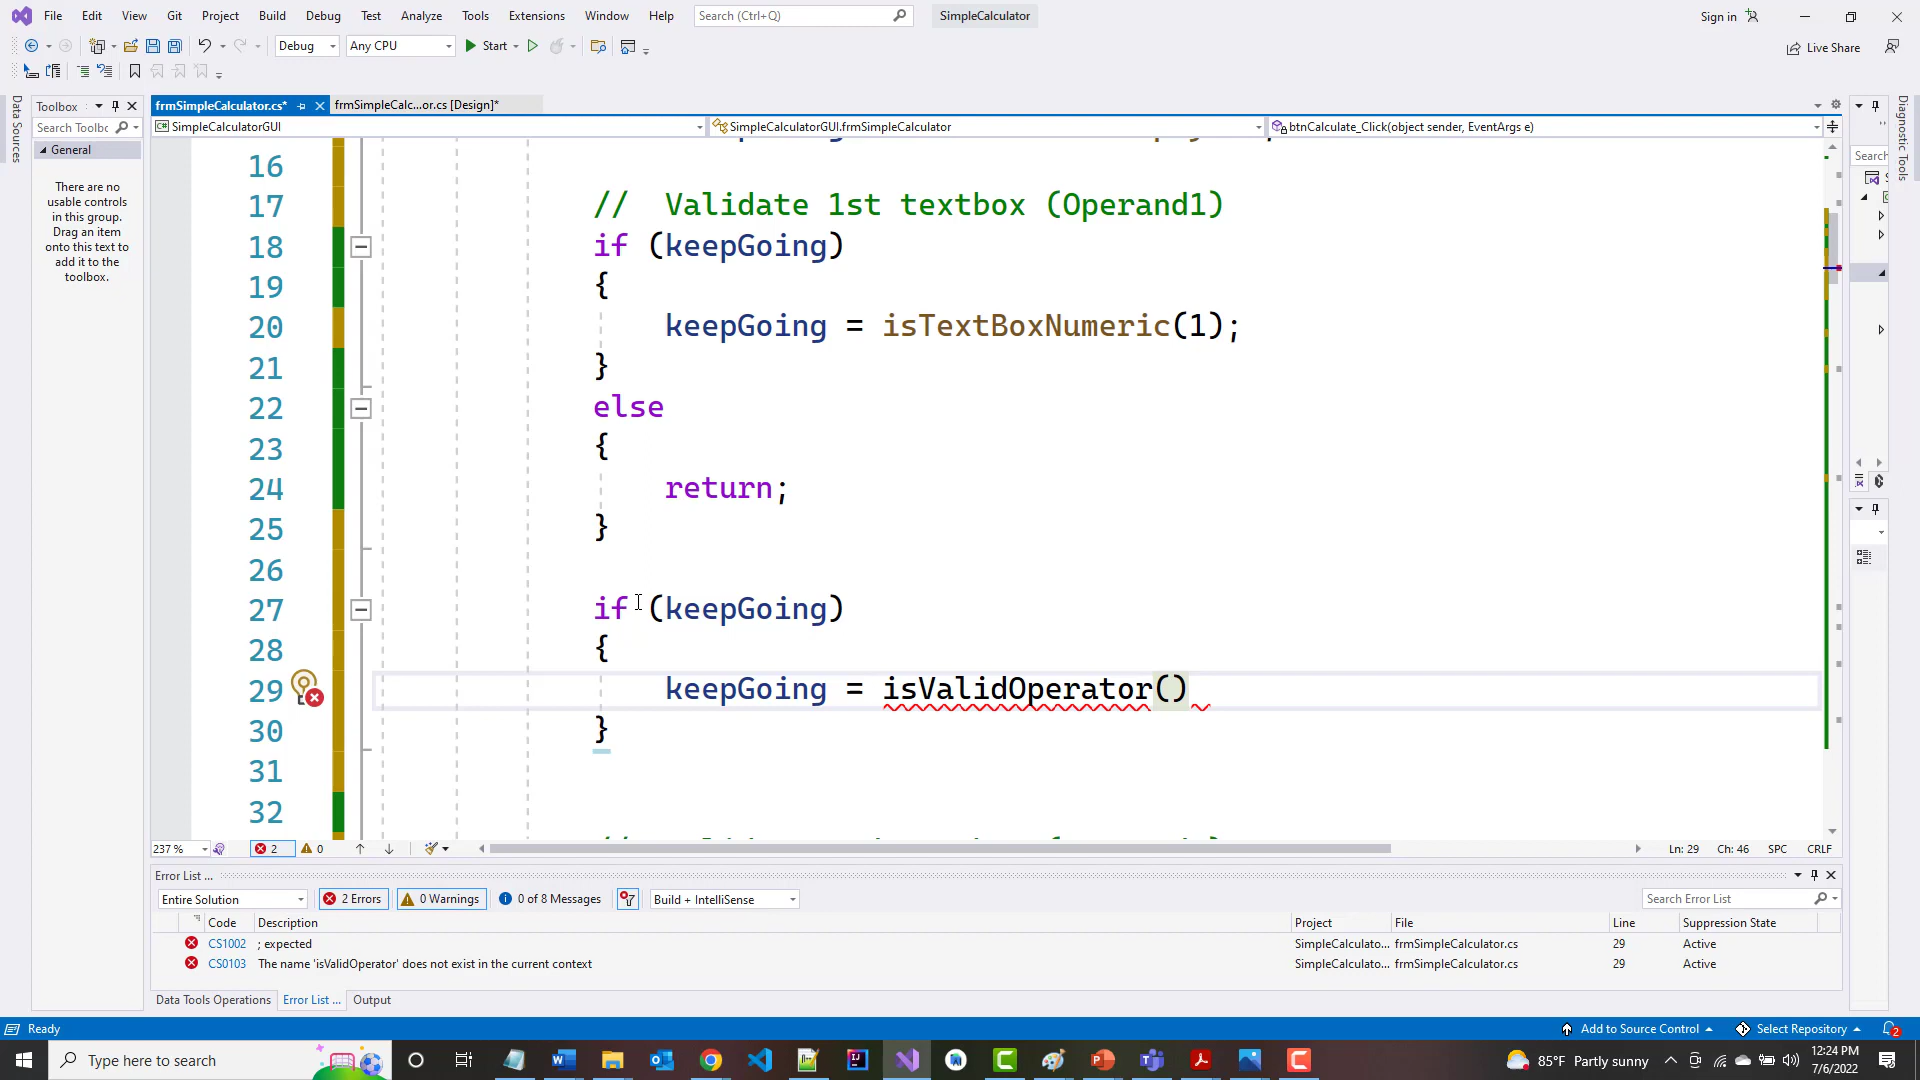 File Edit View Git Project Build Debug Test Analyze Tools Extensions Window Help Search (Ctrl+Q) SimpleCalculator Sign in
Debug Any CPU Start Live Share
Data Sources
Toolbox
Search Toolbc
General
There are no
usable controls
in this group.
Drag an item
onto this text to
add it to the
toolbox.
frmSimpleCalculator.cs* frmSimpleCalc...or.cs [Design]*
SimpleCalculatorGUI SimpleCalculatorGUI.frmSimpleCalculator btnCalculate_Click(object sender, EventArgs e)
16
17 // Validate 1st textbox (Operand1)
18 if (keepGoing)
19 {
20 keepGoing = isTextBoxNumeric(1);
21 }
22 else
23 {
24 return;
25 }
26
27 if (keepGoing)
28 {
29 keepGoing = isValidOperator()
30 }
31
32
Search
Diagnostic Tools
237 % 2 0 Ln: 29 Ch: 46 SPC CRLF
Error List ...
Entire Solution 2 Errors 0 Warnings 0 of 8 Messages Build + IntelliSense Search Error List
Code Description Project File Line Suppression State
CS1002 ; expected SimpleCalculato... frmSimpleCalculator.cs 29 Active
CS0103 The name 'isValidOperator' does not exist in the current context SimpleCalculato... frmSimpleCalculator.cs 29 Active
Data Tools Operations Error List ... Output
Ready Add to Source Control Select Repository 2
Type here to search 85°F Partly sunny 12:24 PM
7/6/2022